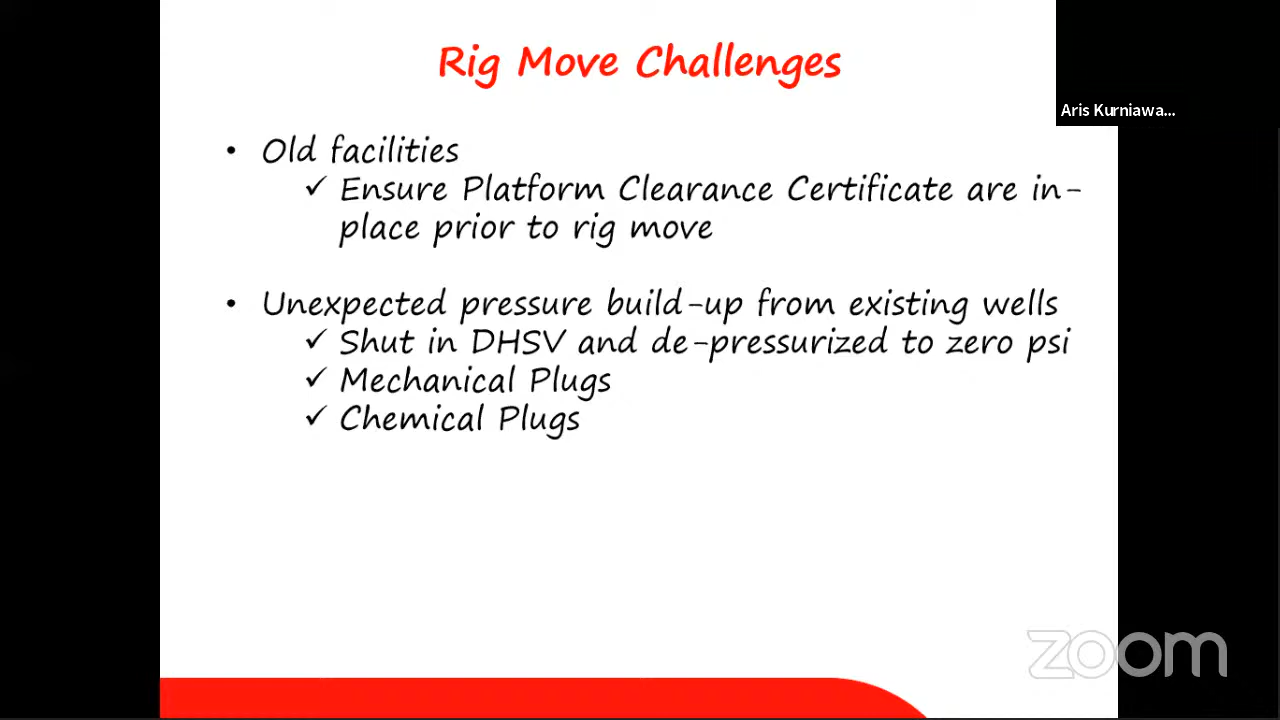 Rig Move Challenges
Aris Kurniawa...
• Old facilities
✓ Ensure Platform Clearance Certificate are in-
place prior to rig move
• Unexpected pressure build-up from existing wells
✓ Shut in DHSV and de-pressurized to zero psi
✓ Mechanical Plugs
✓ Chemical Plugs
zoom